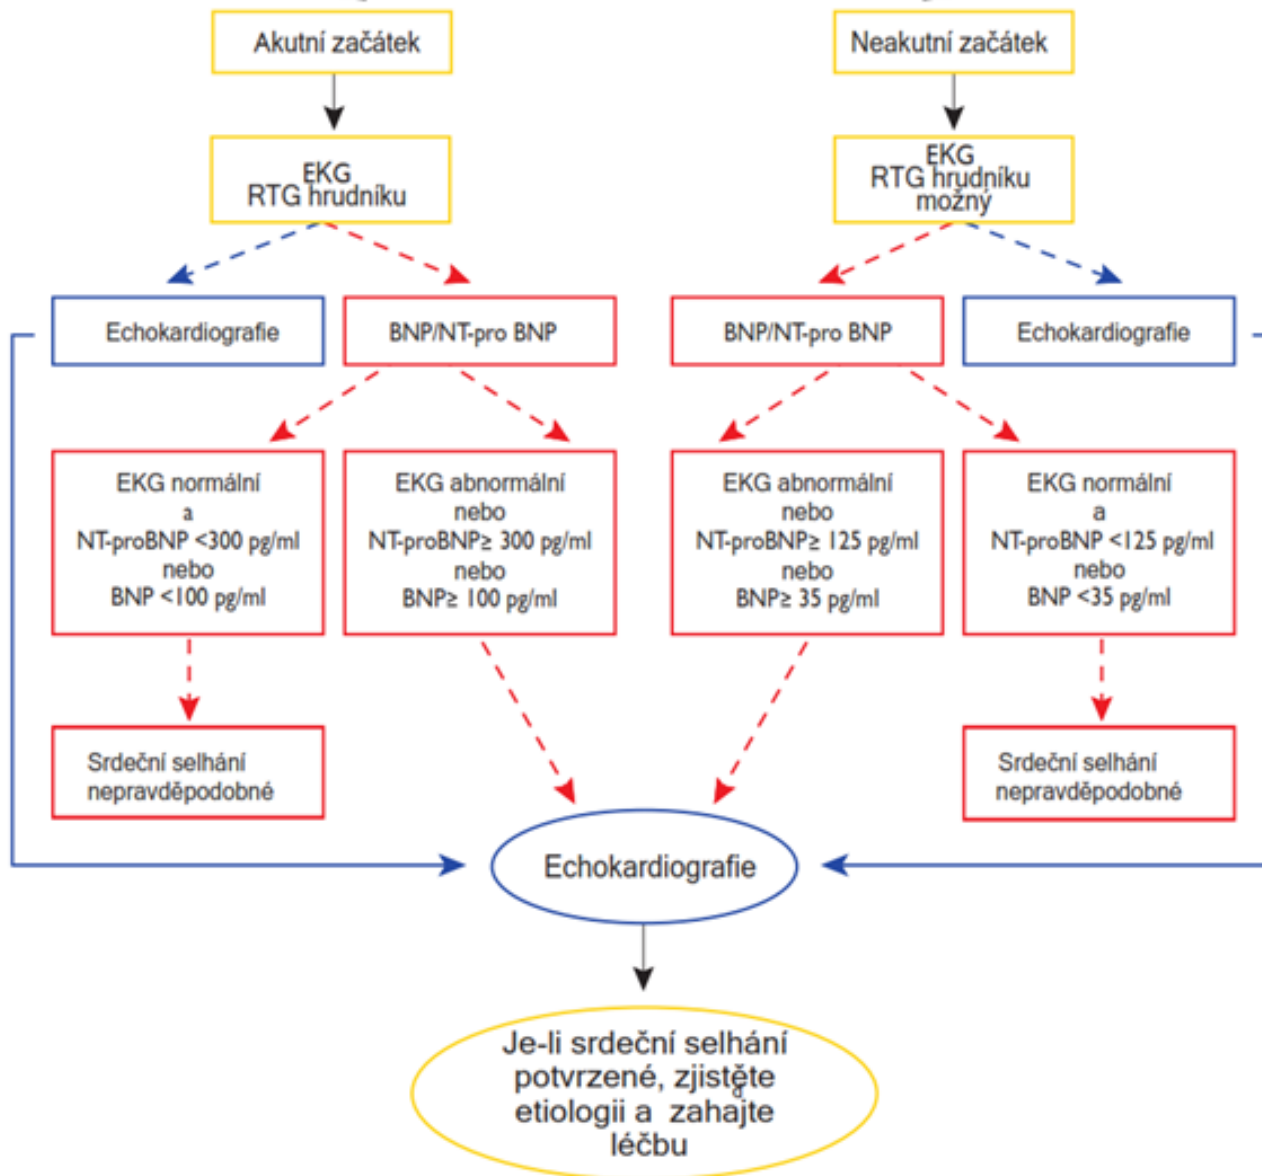 Akutní začátek
Neakutní začátek
EKG
RTG hrudníku
EKG
RTG hrudníku
možný
Echokardiografie
BNP/NT-pro BNP
BNP/NT-pro BNP
Echokardiografie
EKG normální
a
NT-proBNP <300 pg/ml
nebo
BNP <100 pg/ml
EKG abnormální
nebo
NT-proBNP≥ 300 pg/ml
nebo
BNP≥ 100 pg/ml
EKG abnormální
nebo
NT-proBNP≥ 125 pg/ml
nebo
BNP≥ 35 pg/ml
EKG normální
a
NT-proBNP <125 pg/ml
nebo
BNP <35 pg/ml
Srdeční selhání
nepravděpodobné
Srdeční selhání
nepravděpodobné
Echokardiografie
Je-li srdeční selhání
potvrzené, zjistěte
etiologii a zahajte
léčbu